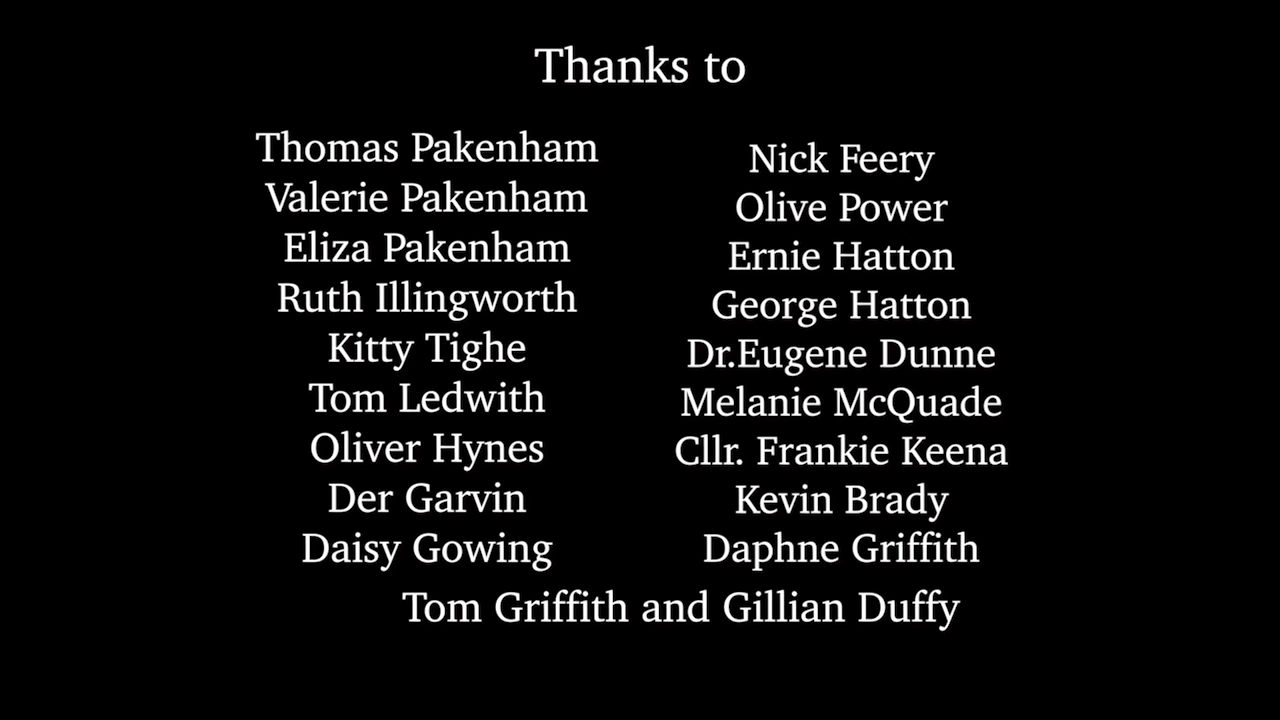 Thanks to
Thomas Pakenham
Valerie Pakenham
Eliza Pakenham
Ruth Illingworth
Kitty Tighe
Tom Ledwith
Oliver Hynes
Der Garvin
Daisy Gowing
Nick Feery
Olive Power
Ernie Hatton
George Hatton
Dr.Eugene Dunne
Melanie McQuade
Cllr. Frankie Keena
Kevin Brady
Daphne Griffith
Tom Griffith and Gillian Duffy